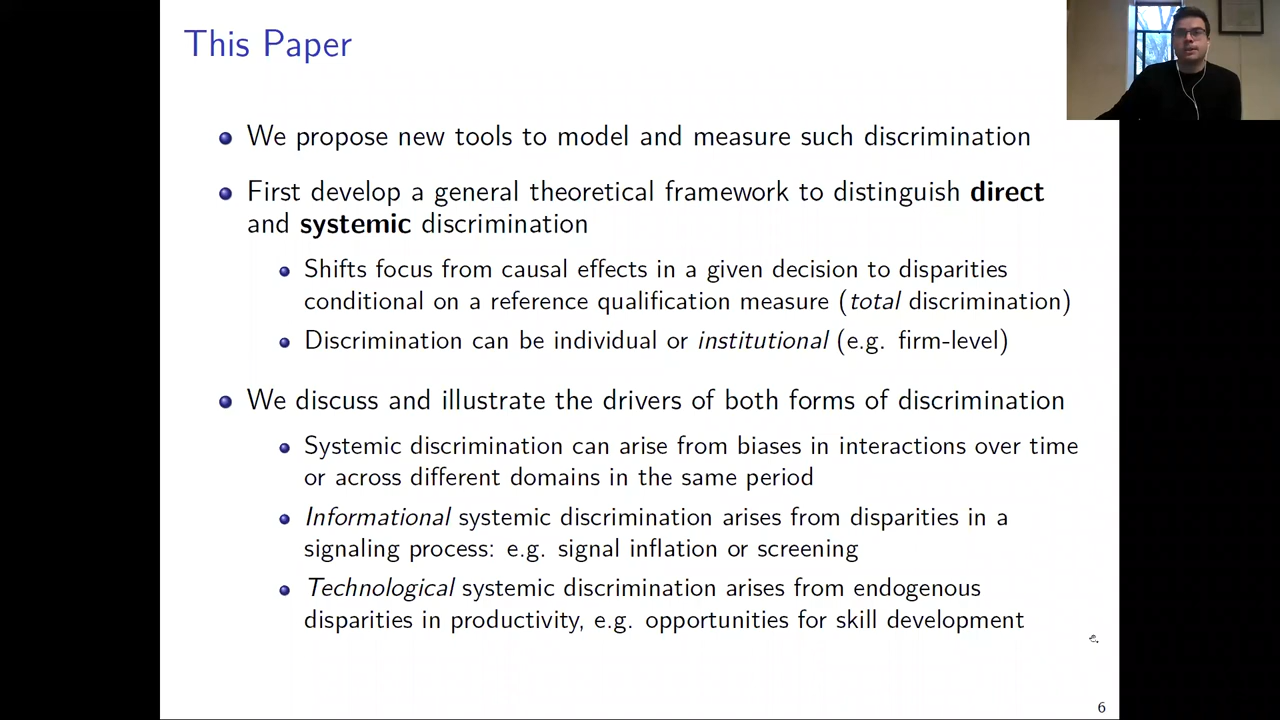 This Paper
We propose new tools to model and measure such discrimination
First develop a general theoretical framework to distinguish direct
and systemic discrimination
Shifts focus from causal effects in a given decision to disparities
conditional on a reference qualification measure (total discrimination)
Discrimination can be individual or institutional (e.g. firm-level)
We discuss and illustrate the drivers of both forms of discrimination
Systemic discrimination can arise from biases in interactions over time
or across different domains in the same period
Informational systemic discrimination arises from disparities in a
signaling process: e.g. signal inflation or screening
Technological systemic discrimination arises from endogenous
disparities in productivity, e.g. opportunities for skill development
6